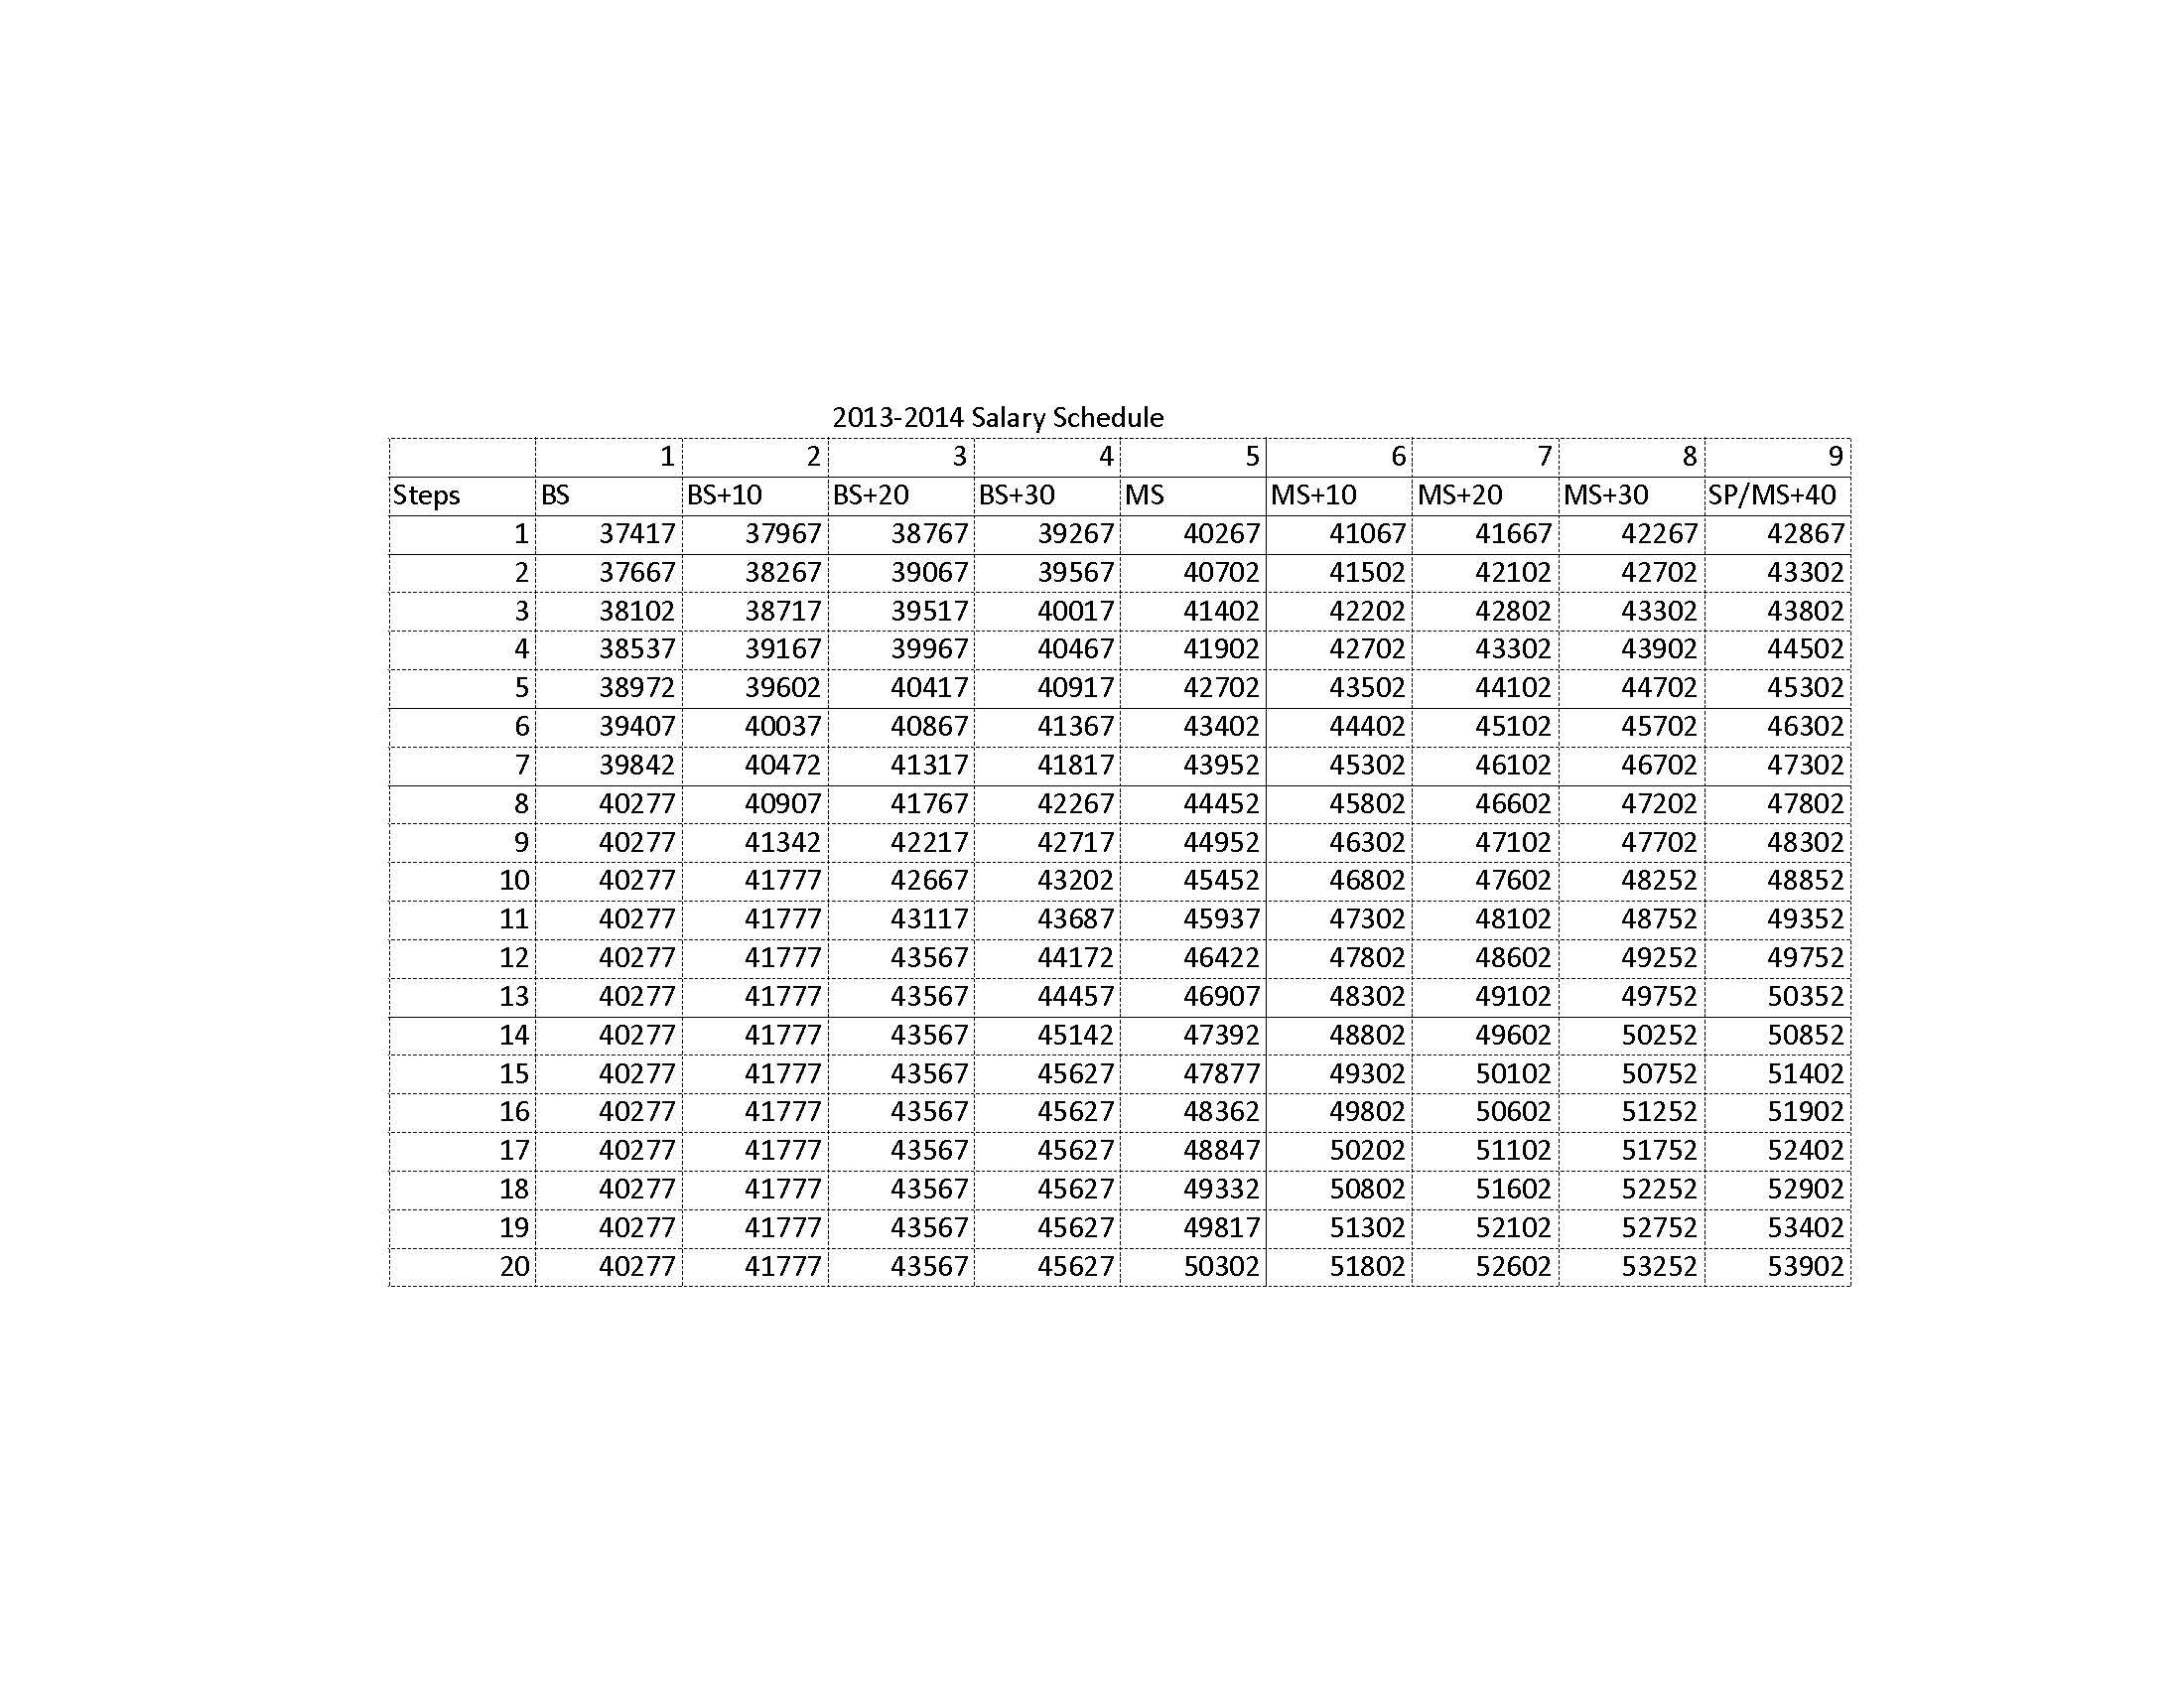 2013-2014 Salary Schedule
1 2 3 4 5 6 7 8 9
Steps BS BS+10 BS+20 BS+30 MS MS+10 MS+20 MS+30 SP/MS+40
1 37417 37967 38767 39267 40267 41067 41667 42267 42867
2 37667 38267 39067 39567 40702 41502 42102 42702 43302
3 38102 38717 39517 40017 41402 42202 42802 43302 43802
4 38537 39167 39967 40467 41902 42702 43302 43902 44502
5 38972 39602 40417 40917 42702 43502 44102 44702 45302
6 39407 40037 40867 41367 43402 44402 45102 45702 46302
7 39842 40472 41317 41817 43952 45302 46102 46702 47302
8 40277 40907 41767 42267 44452 45802 46602 47202 47802
9 40277 41342 42217 42717 44952 46302 47102 47702 48302
10 40277 41777 42667 43202 45452 46802 47602 48252 48852
11 40277 41777 43117 43687 45937 47302 48102 48752 49352
12 40277 41777 43567 44172 46422 47802 48602 49252 49752
13 40277 41777 43567 44457 46907 48302 49102 49752 50352
14 40277 41777 43567 45142 47392 48802 49602 50252 50852
15 40277 41777 43567 45627 47877 49302 50102 50752 51402
16 40277 41777 43567 45627 48362 49802 50602 51252 51902
17 40277 41777 43567 45627 48847 50202 51102 51752 52402
18 40277 41777 43567 45627 49332 50802 51602 52252 52902
19 40277 41777 43567 45627 49817 51302 52102 52752 53402
20 40277 41777 43567 45627 50302 51802 52602 53252 53902